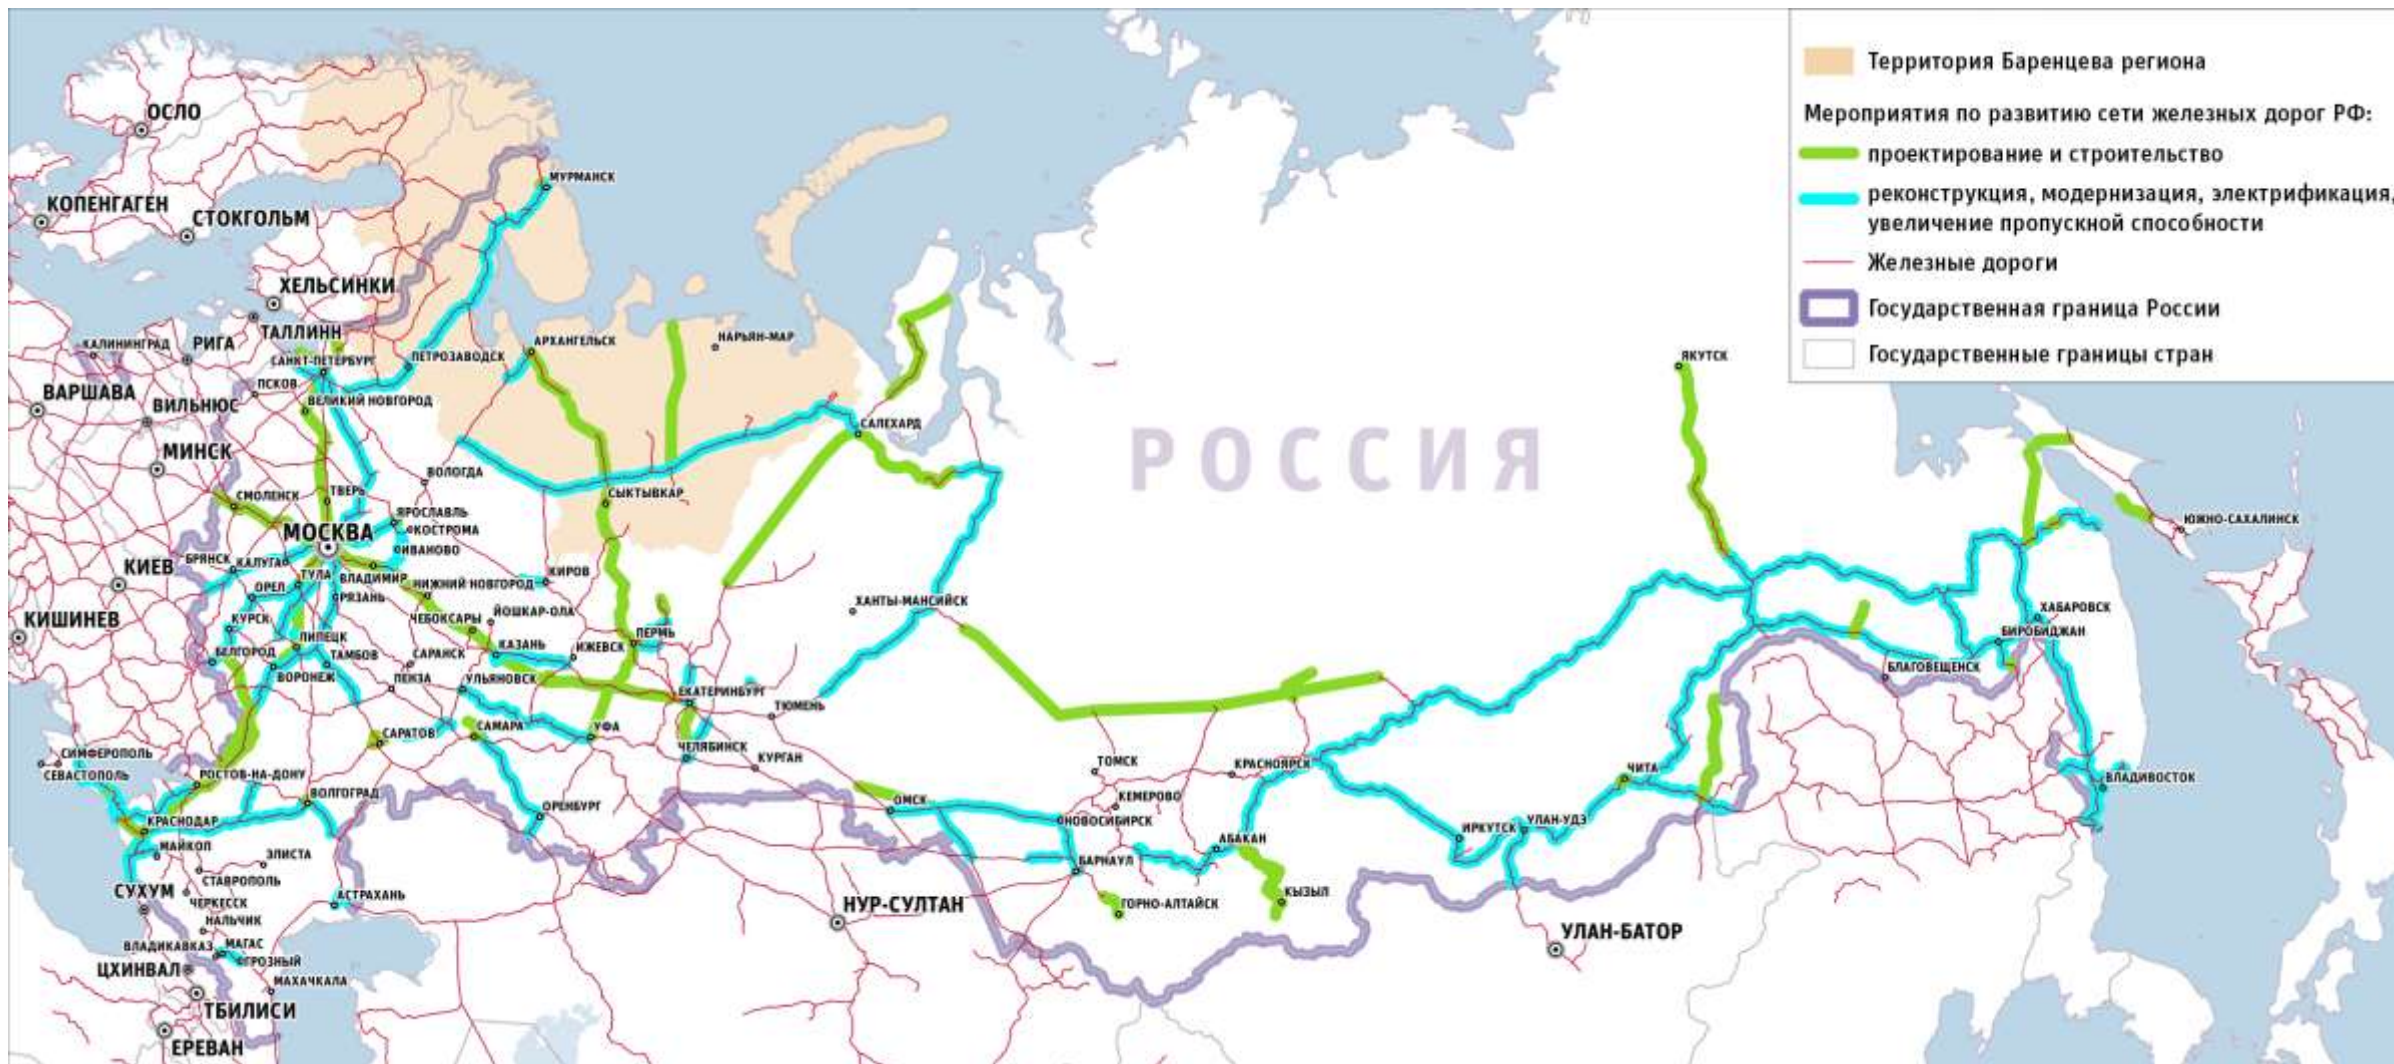 Территория Баренцева региона
Мероприятия по развитию сети железных дорог РФ:
проектирование и строительство
реконструкция, модернизация, электрификация,
увеличение пропускной способности
Железные дороги
Государственная граница России
Государственные границы стран
РОССИЯ
ОСЛО
КОПЕНГАГЕН
СТОКГОЛЬМ
МУРМАНСК
ХЕЛЬСИНКИ
ТАЛЛИНН
КАЛИНИНГРАД
РИГА
САНКТ-ПЕТЕРБУРГ
ПЕТРОЗАВОДСК
АРХАНГЕЛЬСК
НАРЬЯН-МАР
ЯКУТСК
ВАРШАВА
ПСКОВ
ВИЛЬНЮС
ВЕЛИКИЙ НОВГОРОД
САЛЕХАРД
МИНСК
ВОЛОГДА
СМОЛЕНСК
ТВЕРЬ
СЫКТЫВКАР
ЯРОСЛАВЛЬ
КОСТРОМА
МОСКВА
ИВАНОВО
ЮЖНО-САХАЛИНСК
КИЕВ
БРЯНСК
КАЛУГА
ТУЛА
ВЛАДИМИР
НИЖНИЙ НОВГОРОД
КИРОВ
ОРЕЛ
РЯЗАНЬ
ХАНТЫ-МАНСИЙСК
КИШИНЕВ
КУРСК
ЧЕБОКСАРЫ
ЙОШКАР-ОЛА
ХАБАРОВСК
ЛИПЕЦК
КАЗАНЬ
ИЖЕВСК
ПЕРМЬ
БИРОБИДЖАН
БЕЛГОРОД
ТАМБОВ
САРАНСК
БЛАГОВЕЩЕНСК
ВОРОНЕЖ
ПЕНЗА
УЛЬЯНОВСК
ЕКАТЕРИНБУРГ
ТЮМЕНЬ
САРАТОВ
САМАРА
УФА
СИМФЕРОПОЛЬ
СЕВАСТОПОЛЬ
РОСТОВ-НА-ДОНУ
ЧЕЛЯБИНСК
КУРГАН
ТОМСК
КРАСНОЯРСК
ЧИТА
ВЛАДИВОСТОК
ВОЛГОГРАД
ОРЕНБУРГ
ОМСК
КЕМЕРОВО
НОВОСИБИРСК
КРАСНОДАР
ИРКУТСК
УЛАН-УДЭ
АБАКАН
МАЙКОП
ЭЛИСТА
БАРНАУЛ
СТАВРОПОЛЬ
СУХУМ
АСТРАХАНЬ
КЫЗЫЛ
ЧЕРКЕССК
НУР-СУЛТАН
ГОРНО-АЛТАЙСК
НАЛЬЧИК
УЛАН-БАТОР
ВЛАДИКАВКАЗ
МАГАС
ГРОЗНЫЙ
ЦХИНВАЛ
МАХАЧКАЛА
ТБИЛИСИ
ЕРЕВАН